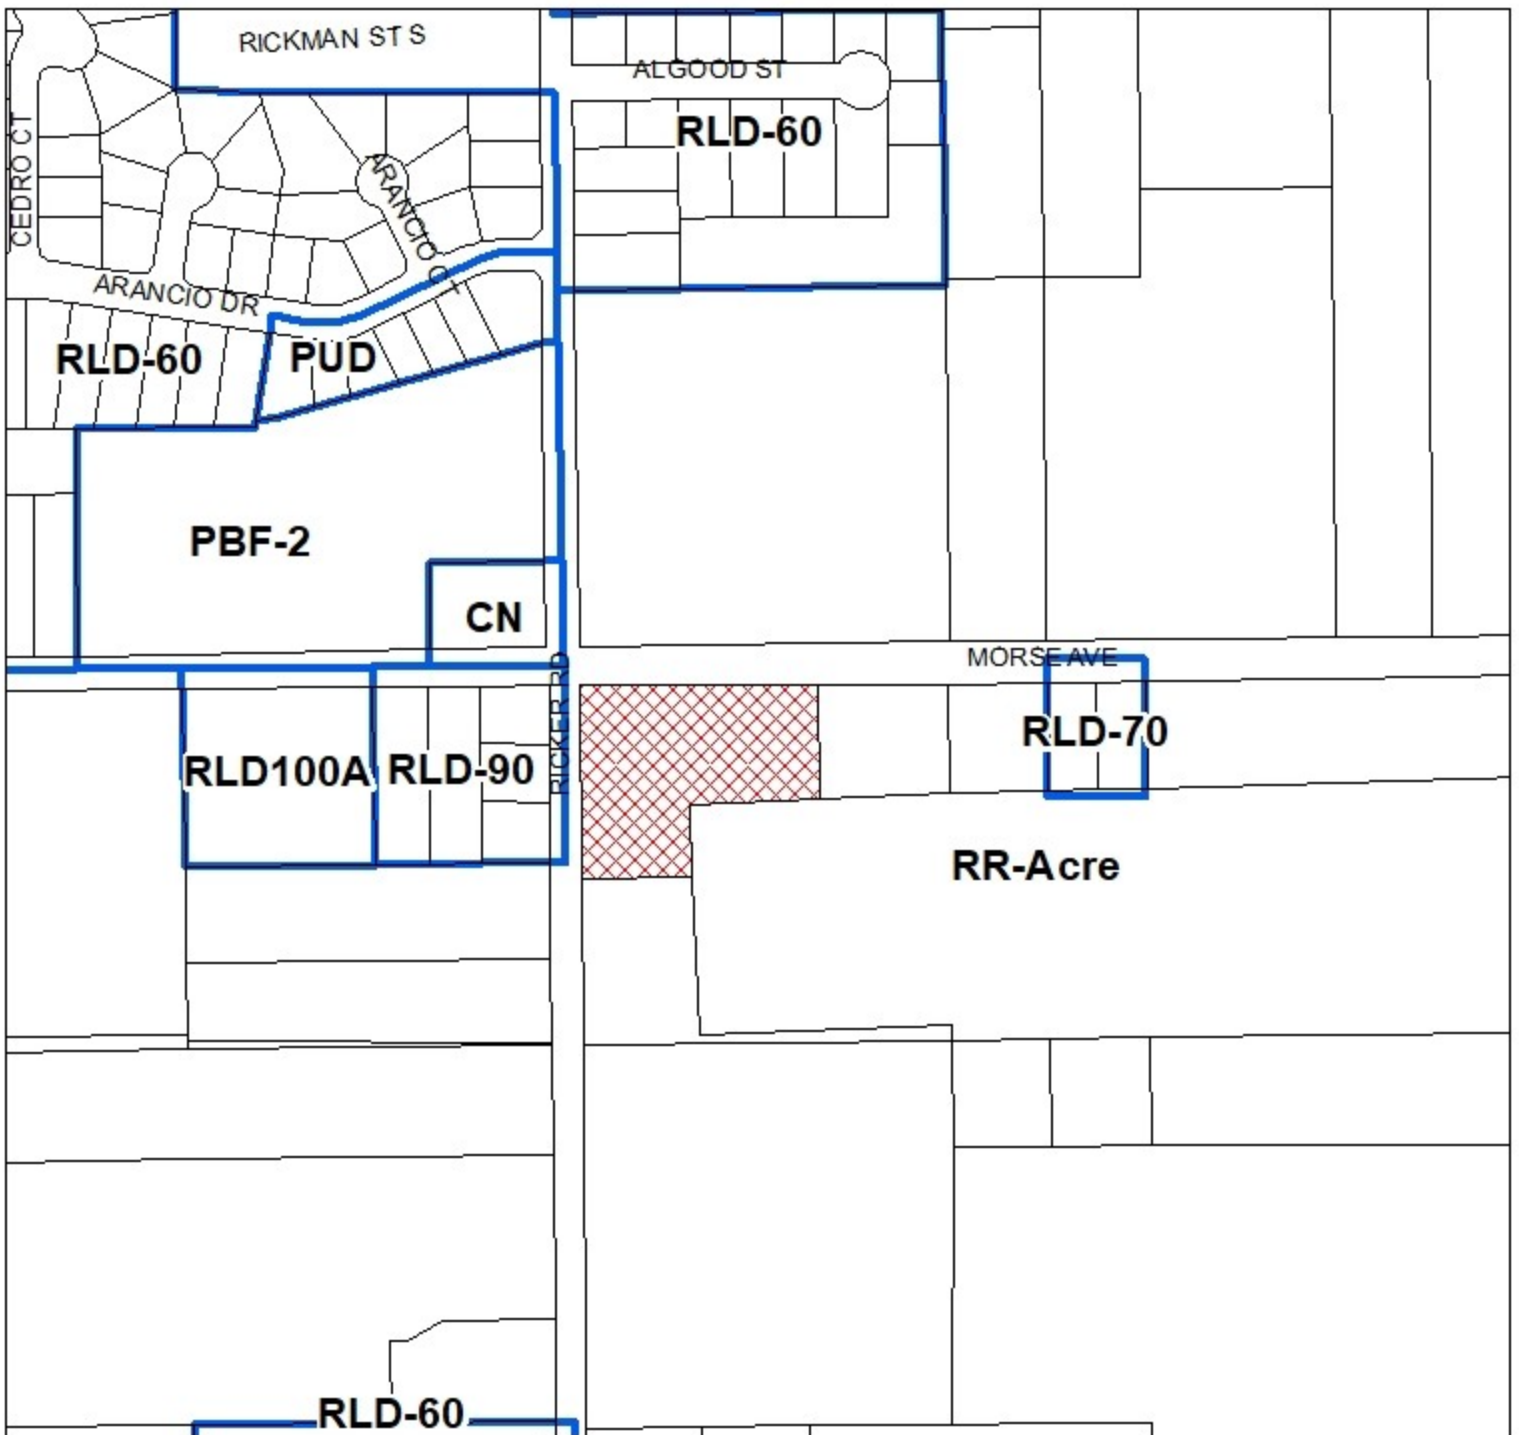 RICKMAN ST S
ALGOOD ST
RLD-60
CEDRO CT
ARANCIO CT
ARANCIO DR
RLD-60
PUD
PBF-2
CN
MORSE AVE
RICKER RD
RLD-70
RLD100A
RLD-90
RR-Acre
RLD-60